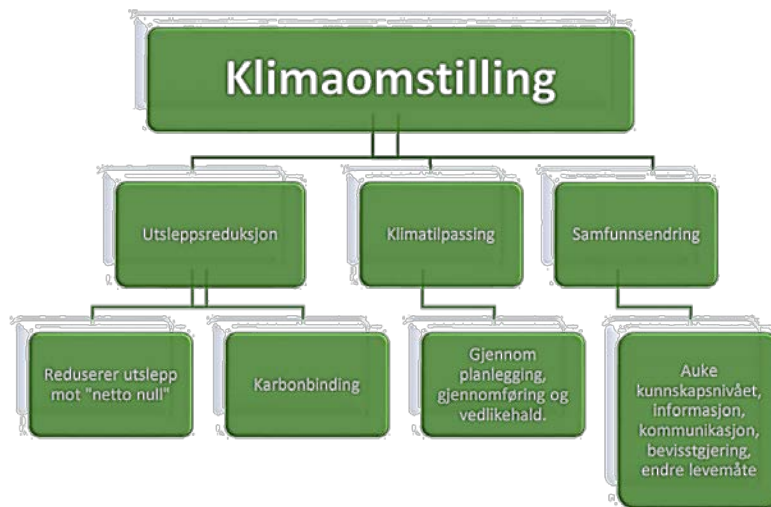 Klimaomstilling
Utsleppsreduksjon
Klimatilpassing
Samfunnsendring
Reduserer utslepp
mot "netto null"
Karbonbinding
Gjennom
planlegging,
gjennomføring og
vedlikehald.
Auke
kunnskapsnivået,
informasjon,
kommunikasjon,
bevisstgjering,
endre levemåte